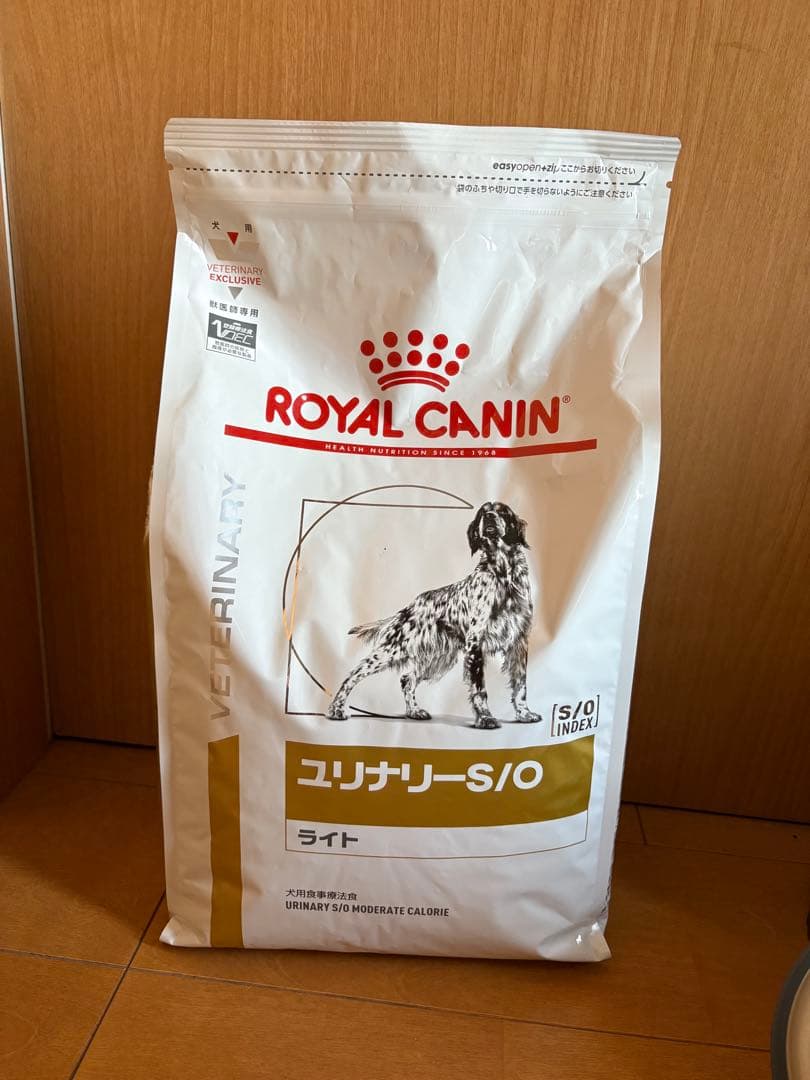 easyopen+zip ここからお切りください
袋のふちや切り口で手を切らないようにご注意ください
犬 用
VETERINARY
EXCLUSIVE
獣医師専用
ROYAL CANIN®
HEALTH NUTRITION SINCE 1968
VETERINARY
S/O
INDEX
ユリナリーS/O
ライト
犬用食事療法食
URINARY S/O MODERATE CALORIE